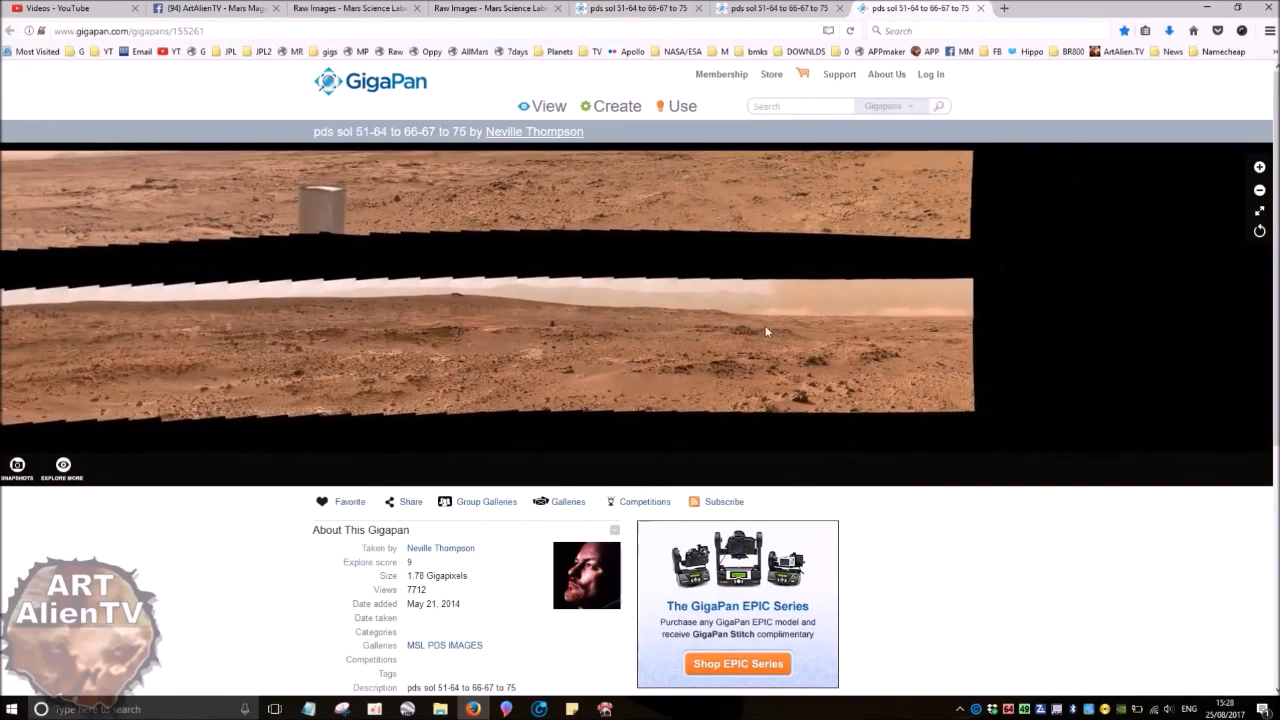 Videos - YouTube
(94) ArtAlienTV - Mars Mag
Raw Images - Mars Science Lab
Raw Images - Mars Science Lab
pds sol 51-64 to 66-67 to 75
pds sol 51-64 to 66-67 to 75
pds sol 51-64 to 66-67 to 75
www.gigapan.com/gigapans/155261
Search
Most Visited G YT G JPL JPL2 MR gigs MP Raw Oppy AllMars 7days Planets TV Apollo NASA/ESA M bmks DOWNLDS 0 APPmaker APP MM FB Hippo BR800 ArtAlien.TV News Namecheap
GigaPan
Membership Store Support About Us Log In
View Create Use
Search Gigapans
pds sol 51-64 to 66-67 to 75 by Neville Thompson
SNAPSHOTS EXPLORE MORE
Favorite Share Group Galleries Galleries Competitions Subscribe
About This Gigapan
Taken by Neville Thompson
Explore score 9
Size 1.78 Gigapixels
Views 7712
Date added May 21, 2014
Date taken
Categories
Galleries MSL PDS IMAGES
Competitions
Tags
Description pds sol 51-64 to 66-67 to 75
The GigaPan EPIC Series
Purchase any GigaPan EPIC model and
receive GigaPan Stitch complimentary
Shop EPIC Series
ART
AlienTV
Type here to search
64 49
ENG
15:28
25/08/2017